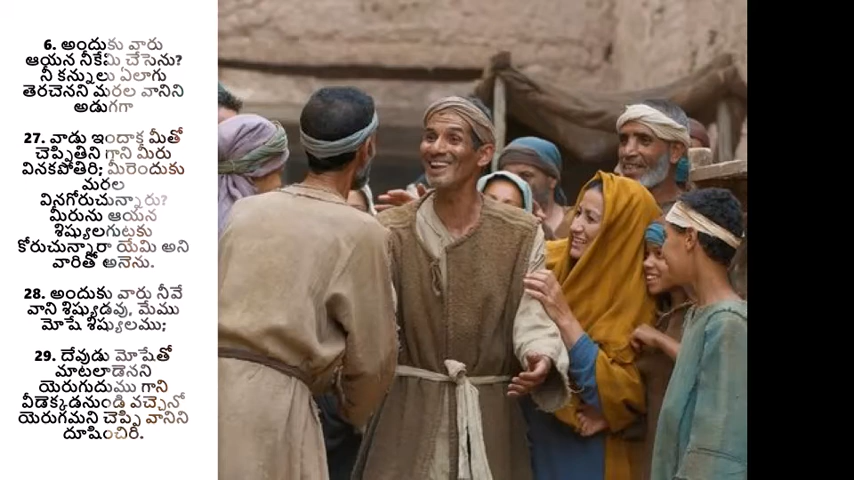 6. అందుకు వారు
ఆయన నీకేమి చేసెను?
నీ కన్నులు ఏలాగు
తెరచెనని మరల వానిని
అడుగగా
27. వాడు ఇందాక మీతో
చెప్పితిని గాని మీరు
వినకపోతిరి; మీరెందుకు
మరల
వినగోరుచున్నారు?
మీరును ఆయన
శిష్యులగుటకు
కోరుచున్నారా యేమి అని
వారితో అనెను.
28. అందుకు వారు నీవే
వాని శిష్యుడవు, మేము
మోషే శిష్యులము;
29. దేవుడు మోషేతో
మాటలాడెనని
యెరుగుదుము గాని
వీడెక్కడనుండి వచ్చెనో
యెరుగమని చెప్పి వానిని
దూషించిరి.